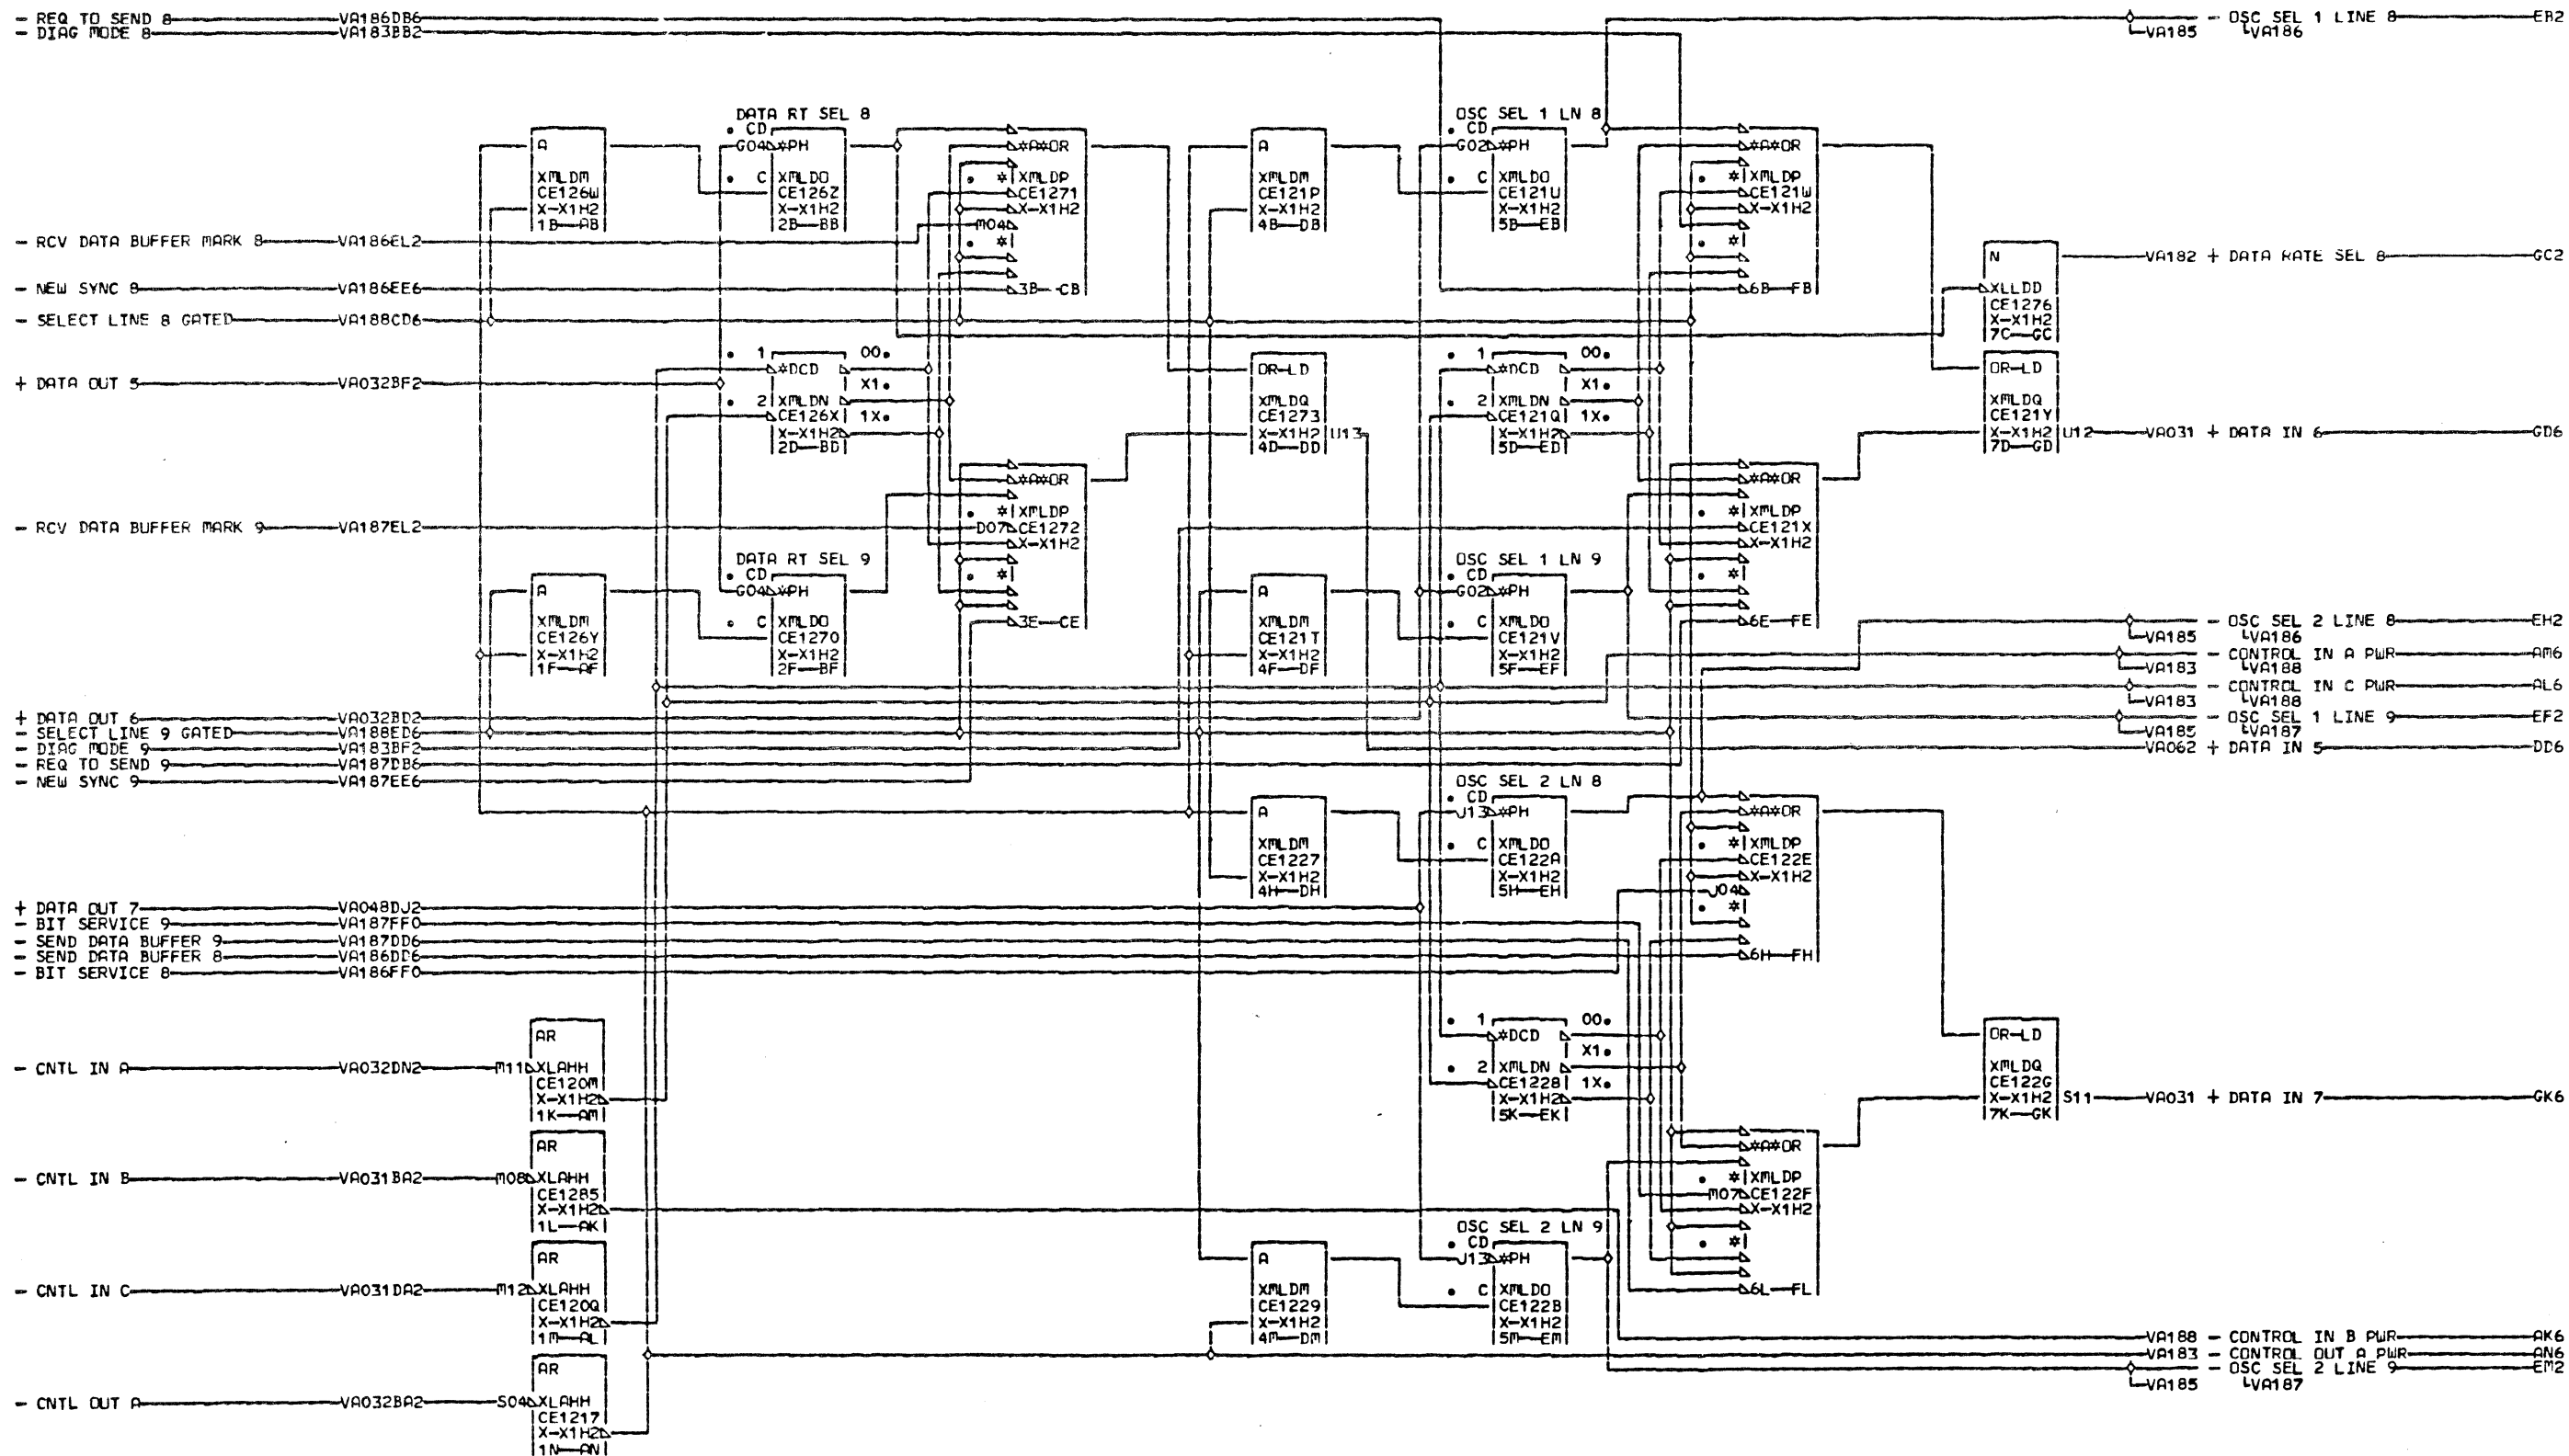 - REQ TO SEND 8 VA186DB6
- DIAG MODE 8 VA183BB2
- OSC SEL 1 LINE 8 EB2
VA185 VA186
DATA RT SEL 8
OSC SEL 1 LN 8
A
XMLDM
CE126W
X-X1H2
1B AB
CD
G04 *PH
C XMLDO
CE126Z
X-X1H2
2B BB
*A*OR
* XMLDP
CE1271
X-X1H2
M04
*
3B CB
A
XMLDM
CE121P
X-X1H2
4B DB
CD
G02 *PH
C XMLDO
CE121U
X-X1H2
5B EB
*A*OR
* XMLDP
CE121W
X-X1H2
*
6B FB
- RCV DATA BUFFER MARK 8 VA186EL2
- NEW SYNC 8 VA186EE6
- SELECT LINE 8 GATED VA188CD6
N
XLLDD
CE1276
X-X1H2
7C GC
VA182 + DATA RATE SEL 8 GC2
+ DATA OUT 5 VA032BF2
1 00
*DCD
X1
2 XMLDN
CE126X 1X
X-X1H2
2D BD
OR-LD
XMLDQ
CE1273
X-X1H2 U13
4D DD
1 00
*DCD
X1
2 XMLDN
CE121Q 1X
X-X1H2
5D ED
OR-LD
XMLDQ
CE121Y
X-X1H2 U12 VA031 + DATA IN 6 GD6
7D GD
*A*OR
* XMLDP
D07 CE1272
X-X1H2
*
3E CE
*A*OR
* XMLDP
CE121X
X-X1H2
*
6E FE
- RCV DATA BUFFER MARK 9 VA187EL2
DATA RT SEL 9
OSC SEL 1 LN 9
A
XMLDM
CE126Y
X-X1H2
1F AF
CD
G04 *PH
C XMLDO
CE1270
X-X1H2
2F BF
A
XMLDM
CE121T
X-X1H2
4F DF
CD
G02 *PH
C XMLDO
CE121V
X-X1H2
5F EF
- OSC SEL 2 LINE 8 EH2
VA185 VA186
- CONTROL IN A PWR AM6
VA183 VA188
- CONTROL IN C PWR AL6
VA183 VA188
- OSC SEL 1 LINE 9 EF2
VA185 VA187
VA062 + DATA IN 5 DD6
+ DATA OUT 6 VA032BD2
- SELECT LINE 9 GATED VA188ED6
- DIAG MODE 9 VA183BF2
- REQ TO SEND 9 VA187DB6
- NEW SYNC 9 VA187EE6
OSC SEL 2 LN 8
A
XMLDM
CE1227
X-X1H2
4H DH
CD
J13 *PH
C XMLDO
CE122A
X-X1H2
5H EH
*A*OR
* XMLDP
CE122E
X-X1H2
J04
*
6H FH
+ DATA OUT 7 VA048DJ2
- BIT SERVICE 9 VA187FF0
- SEND DATA BUFFER 9 VA187DD6
- SEND DATA BUFFER 8 VA186DD6
- BIT SERVICE 8 VA186FF0
AR
- CNTL IN A VA032DN2 M11 XLAHH
CE120M
X-X1H2
1K AM
1 00
*DCD
X1
2 XMLDN
CE1228 1X
X-X1H2
5K EK
OR-LD
XMLDQ
CE122G
X-X1H2 S11 VA031 + DATA IN 7 GK6
7K GK
AR
- CNTL IN B VA031BA2 M08 XLAHH
CE1285
X-X1H2
1L AK
*A*OR
* XMLDP
M07 CE122F
X-X1H2
*
6L FL
AR
- CNTL IN C VA031DA2 M12 XLAHH
CE120Q
X-X1H2
1M AL
OSC SEL 2 LN 9
A
XMLDM
CE1229
X-X1H2
4M DM
CD
J13 *PH
C XMLDO
CE122B
X-X1H2
5M EM
VA188 - CONTROL IN B PWR AK6
VA183 - CONTROL OUT A PWR AN6
- OSC SEL 2 LINE 9 EM2
VA185 VA187
AR
- CNTL OUT A VA032BA2 S04 XLAHH
CE1217
X-X1H2
1N AN